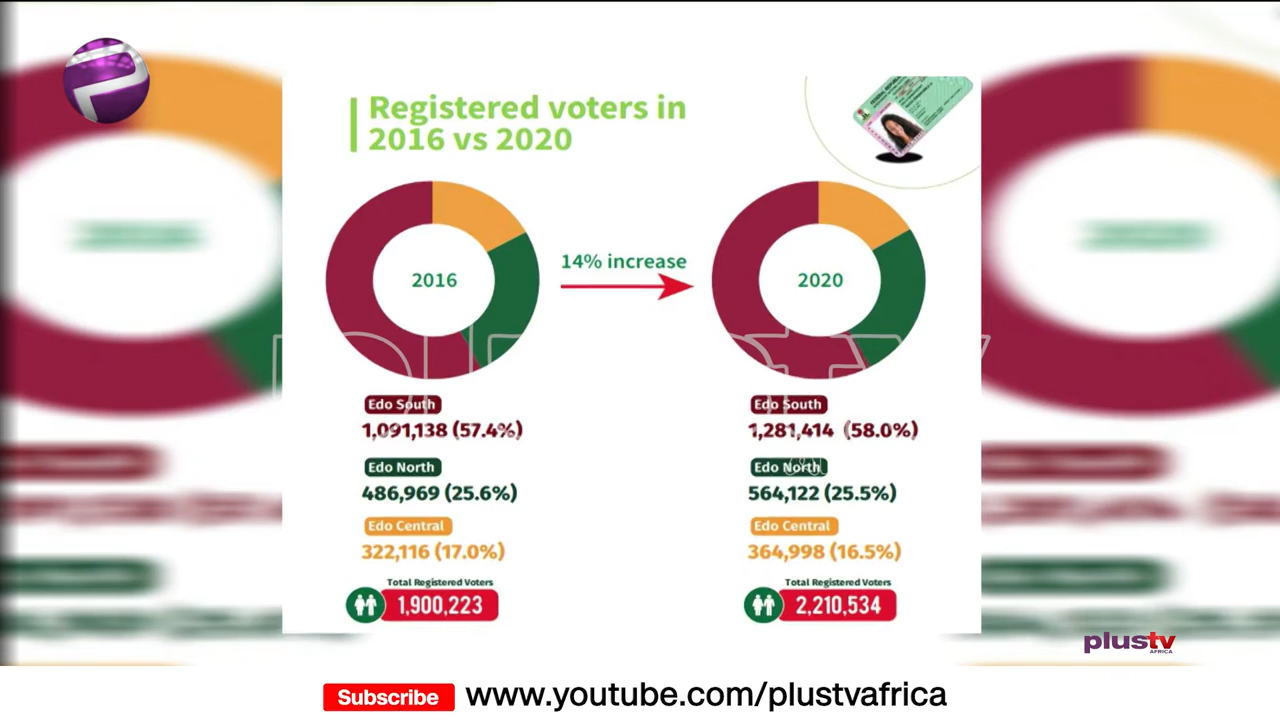 Registered voters in
2016 vs 2020
2016
14% increase
2020
Edo South
1,091,138 (57.4%)
Edo North
486,969 (25.6%)
Edo Central
322,116 (17.0%)
Total Registered Voters
1,900,223
Edo South
1,281,414 (58.0%)
Edo North
564,122 (25.5%)
Edo Central
364,998 (16.5%)
Total Registered Voters
2,210,534
plustv
AFRICA
Subscribe www.youtube.com/plustvafrica